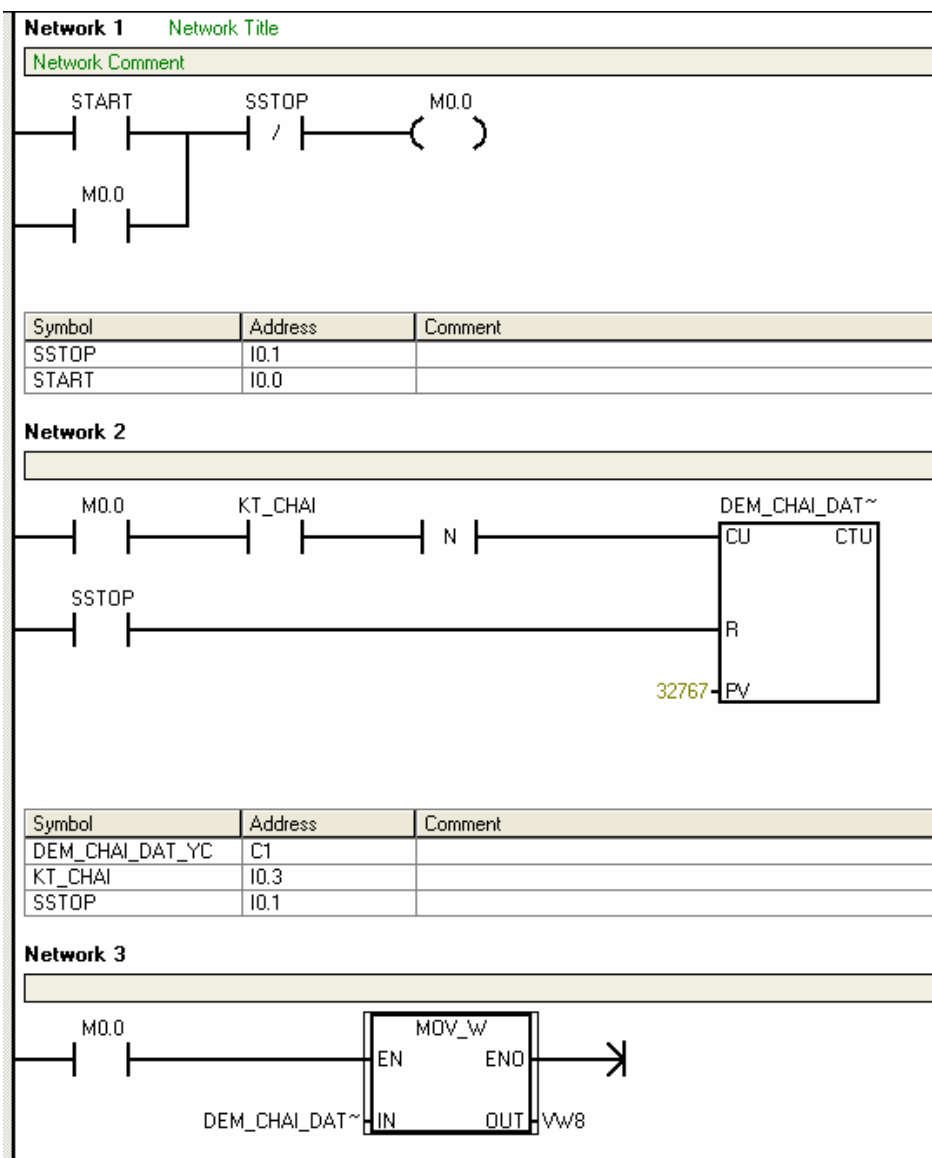 Network 1 Network Title
Network Comment
START SSTOP M0.0
/
M0.0
Symbol Address Comment
SSTOP I0.1
START I0.0
Network 2
M0.0 KT_CHAI DEM_CHAI_DAT~
N CU CTU
SSTOP
R
32767 PV
Symbol Address Comment
DEM_CHAI_DAT_YC C1
KT_CHAI I0.3
SSTOP I0.1
Network 3
M0.0 MOV_W
EN ENO
DEM_CHAI_DAT~ IN OUT VW8